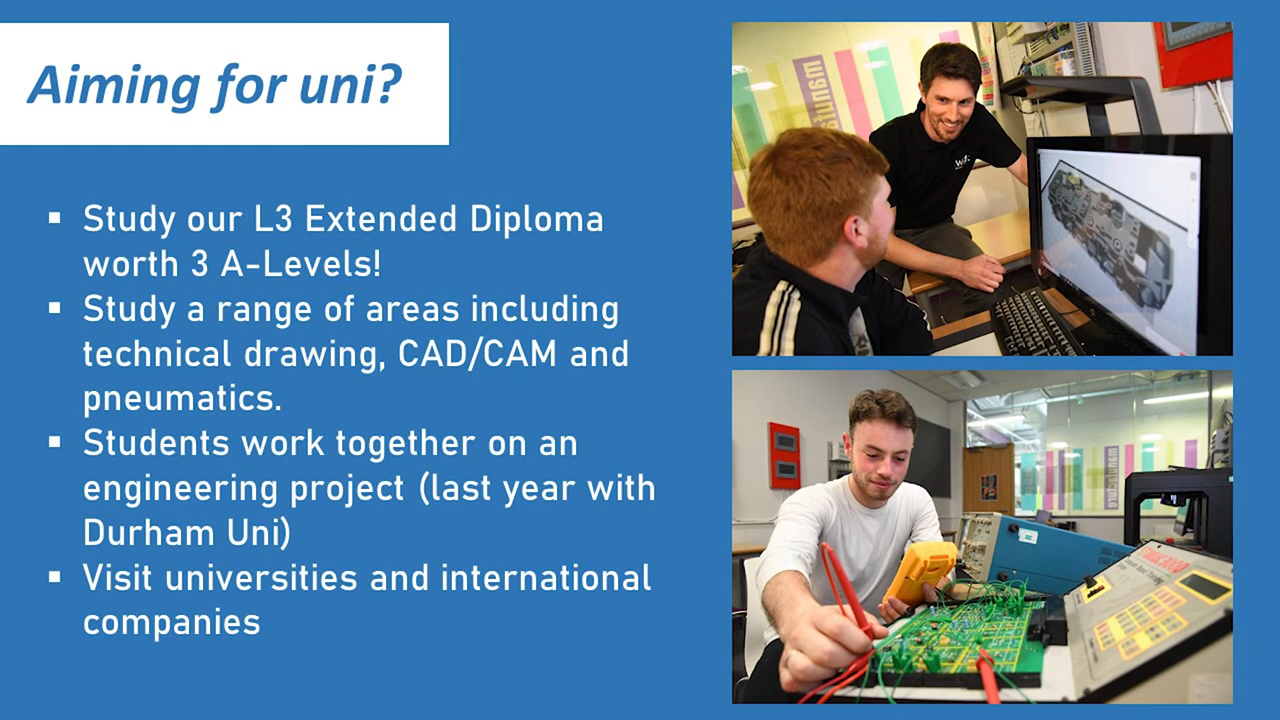 Aiming for uni?
▪ Study our L3 Extended Diploma
worth 3 A-Levels!
▪ Study a range of areas including
technical drawing, CAD/CAM and
pneumatics.
▪ Students work together on an
engineering project (last year with
Durham Uni)
▪ Visit universities and international
companies